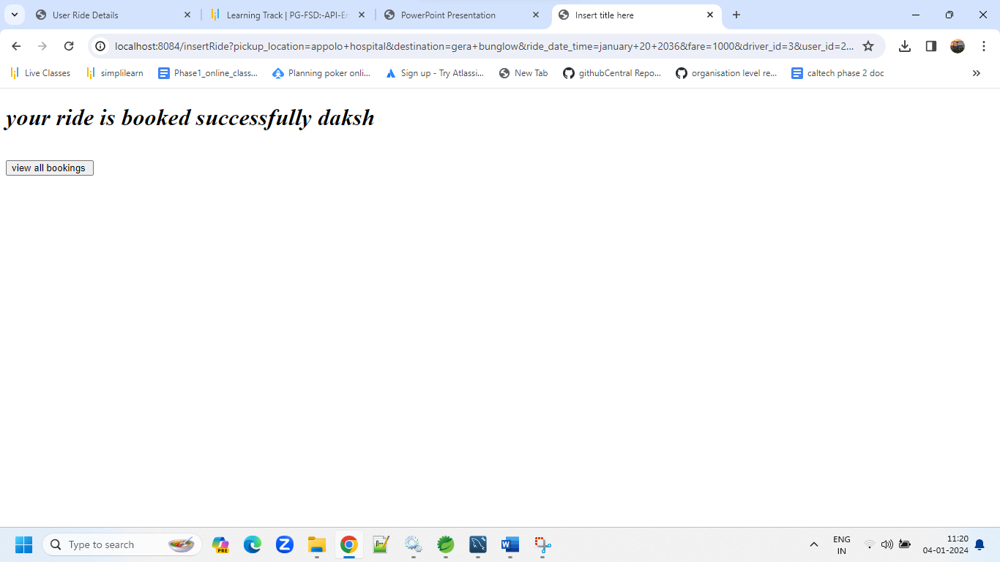 User Ride Details
Learning Track | PG-FSD:-API-En
PowerPoint Presentation
Insert title here
localhost:8084/insertRide?pickup_location=appolo+hospital&destination=gera+bunglow&ride_date_time=january+20+2036&fare=1000&driver_id=3&user_id=2...
Live Classes
simplilearn
Phase1_online_class...
Planning poker onli...
Sign up - Try Atlassi...
New Tab
githubCentral Repo...
organisation level re...
caltech phase 2 doc
your ride is booked successfully daksh
view all bookings
Type to search
PRE
Z
W
ENG
IN
11:20
04-01-2024